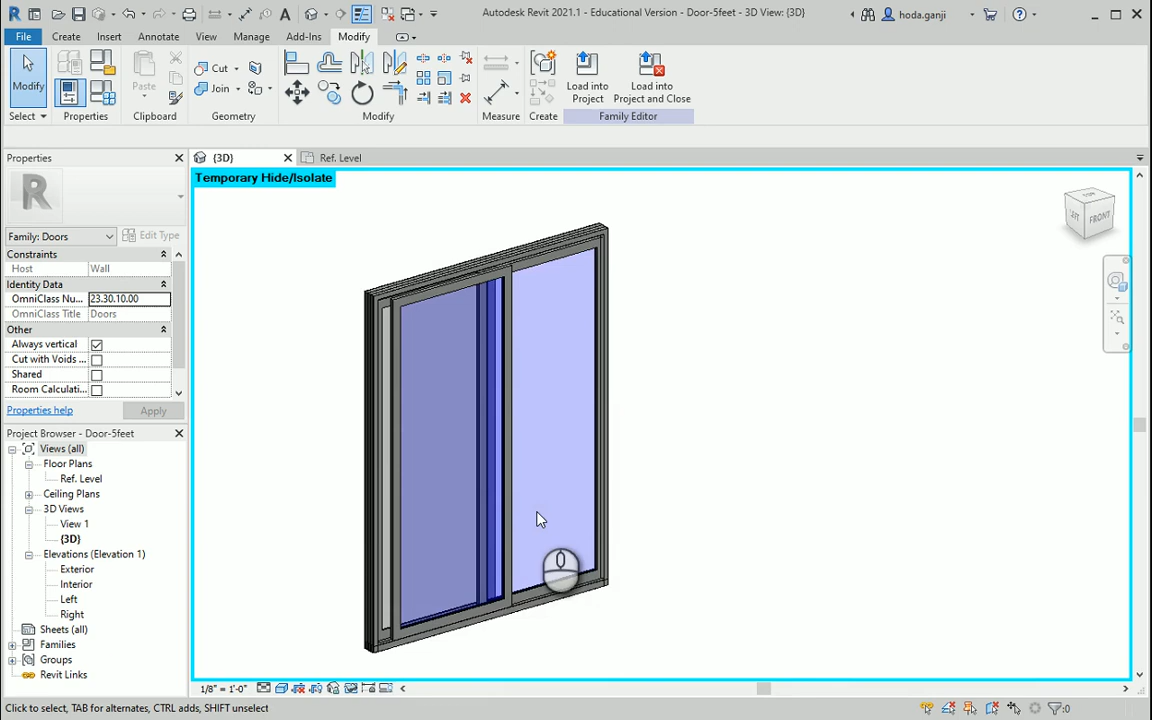 Autodesk Revit 2021.1 - Educational Version - Door-5feet - 3D View: {3D}
hoda.ganji
File Create Insert Annotate View Manage Add-Ins Modify
Modify
Paste
Cut
Join
Load into Project
Load into Project and Close
Select Properties Clipboard Geometry Modify Measure Create Family Editor
Properties
{3D}
Ref. Level
Temporary Hide/Isolate
Family: Doors
Edit Type
Constraints
Host Wall
Identity Data
OmniClass Nu... 23.30.10.00
OmniClass Title Doors
Other
Always vertical
Cut with Voids ...
Shared
Room Calculati...
Properties help
Apply
Project Browser - Door-5feet
Views (all)
Floor Plans
Ref. Level
Ceiling Plans
3D Views
View 1
{3D}
Elevations (Elevation 1)
Exterior
Interior
Left
Right
Sheets (all)
Families
Groups
Revit Links
TOP
LEFT
FRONT
1/8" = 1'-0"
Click to select, TAB for alternates, CTRL adds, SHIFT unselect
:0